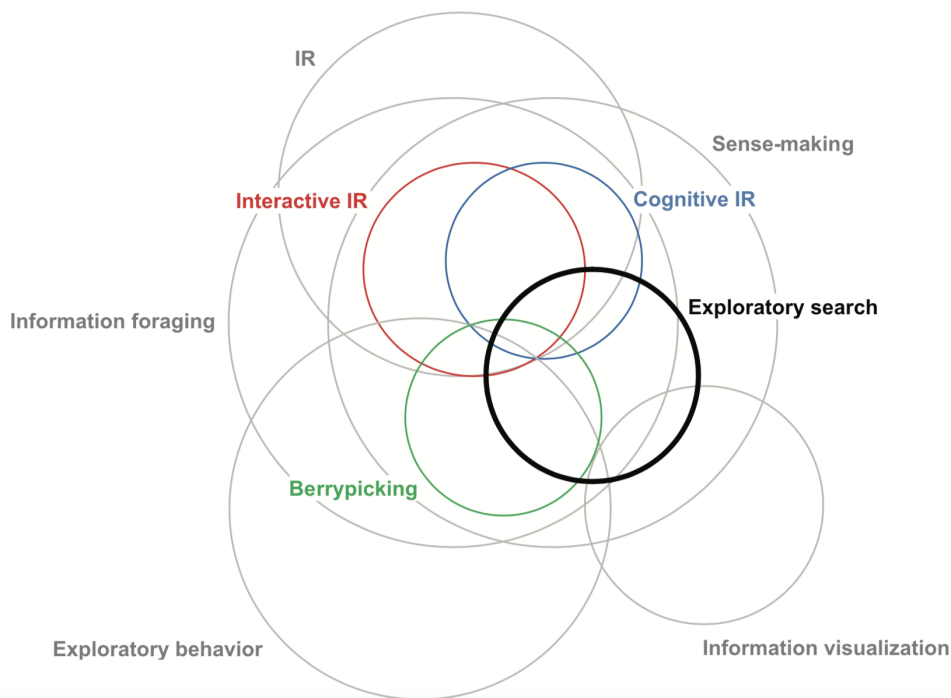 IR
Sense-making
Interactive IR
Cognitive IR
Exploratory search
Information foraging
Berrypicking
Exploratory behavior
Information visualization